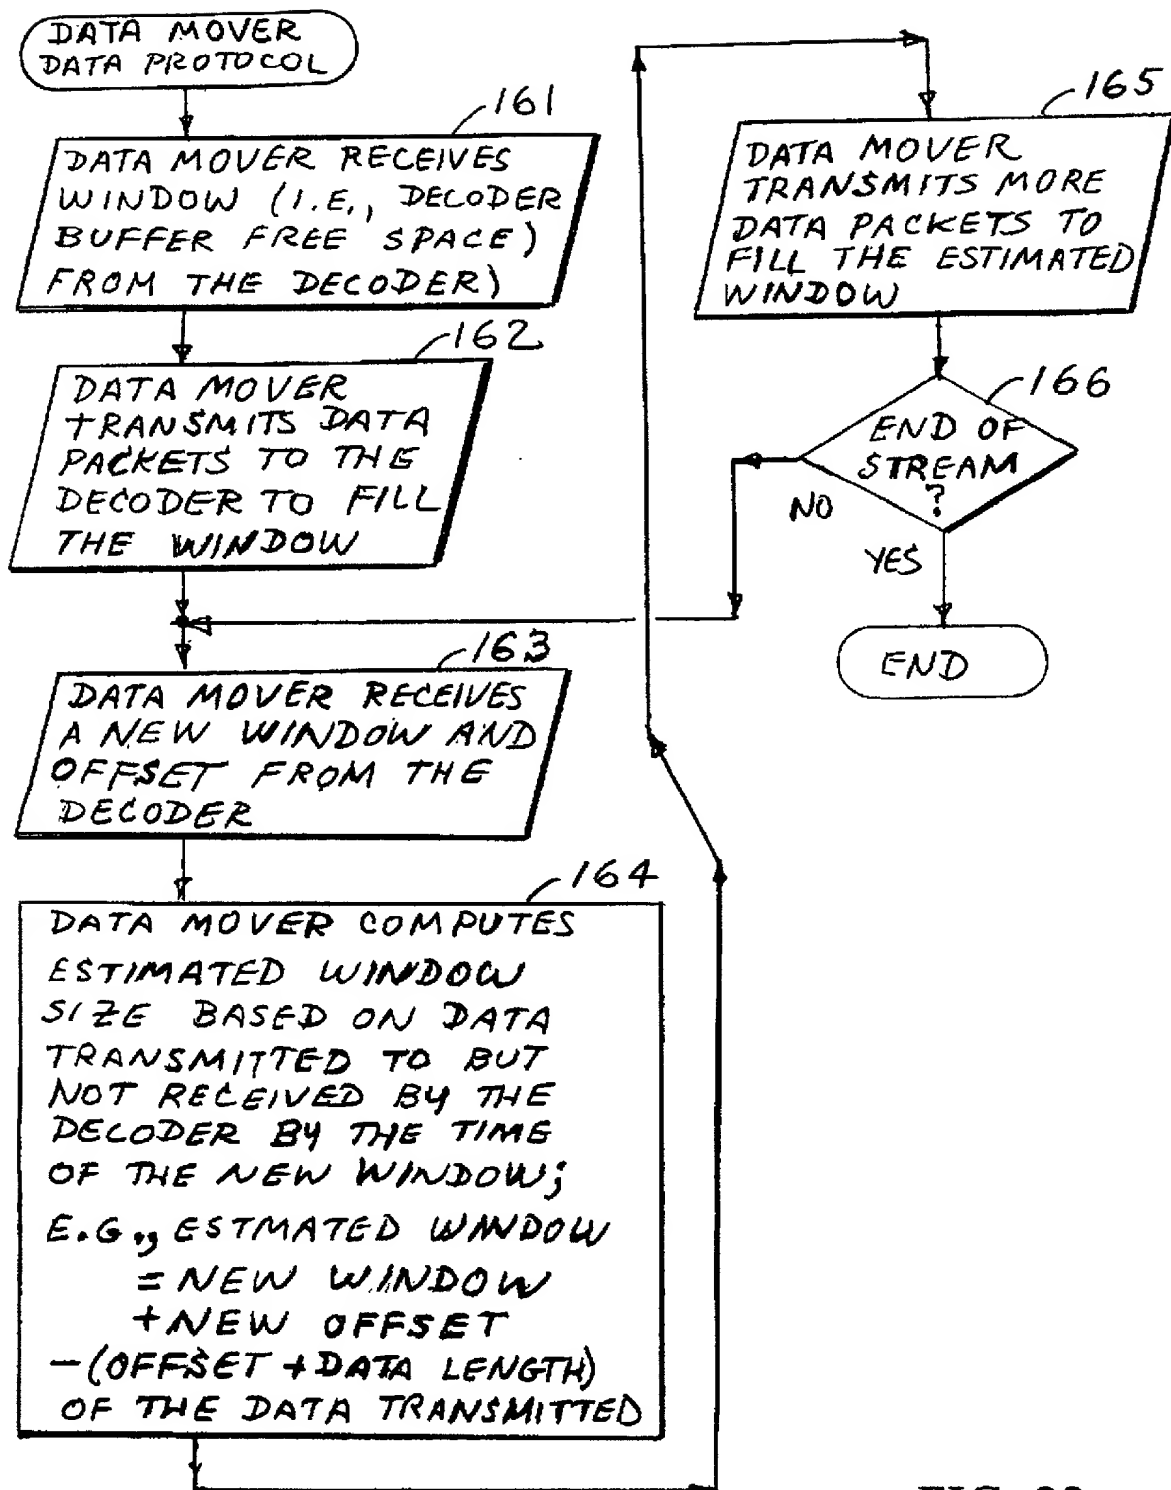 DATA MOVER
DATA PROTOCOL
161
DATA MOVER RECEIVES
WINDOW (I.E., DECODER
BUFFER FREE SPACE)
FROM THE DECODER)
162
DATA MOVER
TRANSMITS DATA
PACKETS TO THE
DECODER TO FILL
THE WINDOW
163
DATA MOVER RECEIVES
A NEW WINDOW AND
OFFSET FROM THE
DECODER
164
DATA MOVER COMPUTES
ESTIMATED WINDOW
SIZE BASED ON DATA
TRANSMITTED TO BUT
NOT RECEIVED BY THE
DECODER BY THE TIME
OF THE NEW WINDOW;
E.G., ESTMATED WINDOW
= NEW WINDOW
+ NEW OFFSET
- (OFFSET + DATA LENGTH)
OF THE DATA TRANSMITTED
165
DATA MOVER
TRANSMITS MORE
DATA PACKETS TO
FILL THE ESTIMATED
WINDOW
166
END OF
STREAM
?
NO
YES
END